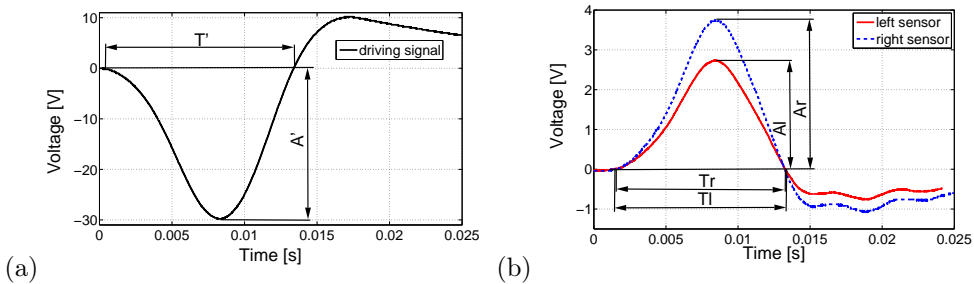 10
0
−10
−20
−30
Voltage [V]
0
0.005
0.01
0.015
0.02
0.025
Time [s]
T'
A'
driving signal
(a)
4
3
2
1
0
−1
Voltage [V]
0
0.005
0.01
0.015
0.02
0.025
Time [s]
left sensor
right sensor
Al
Ar
Tr
Tl
(b)